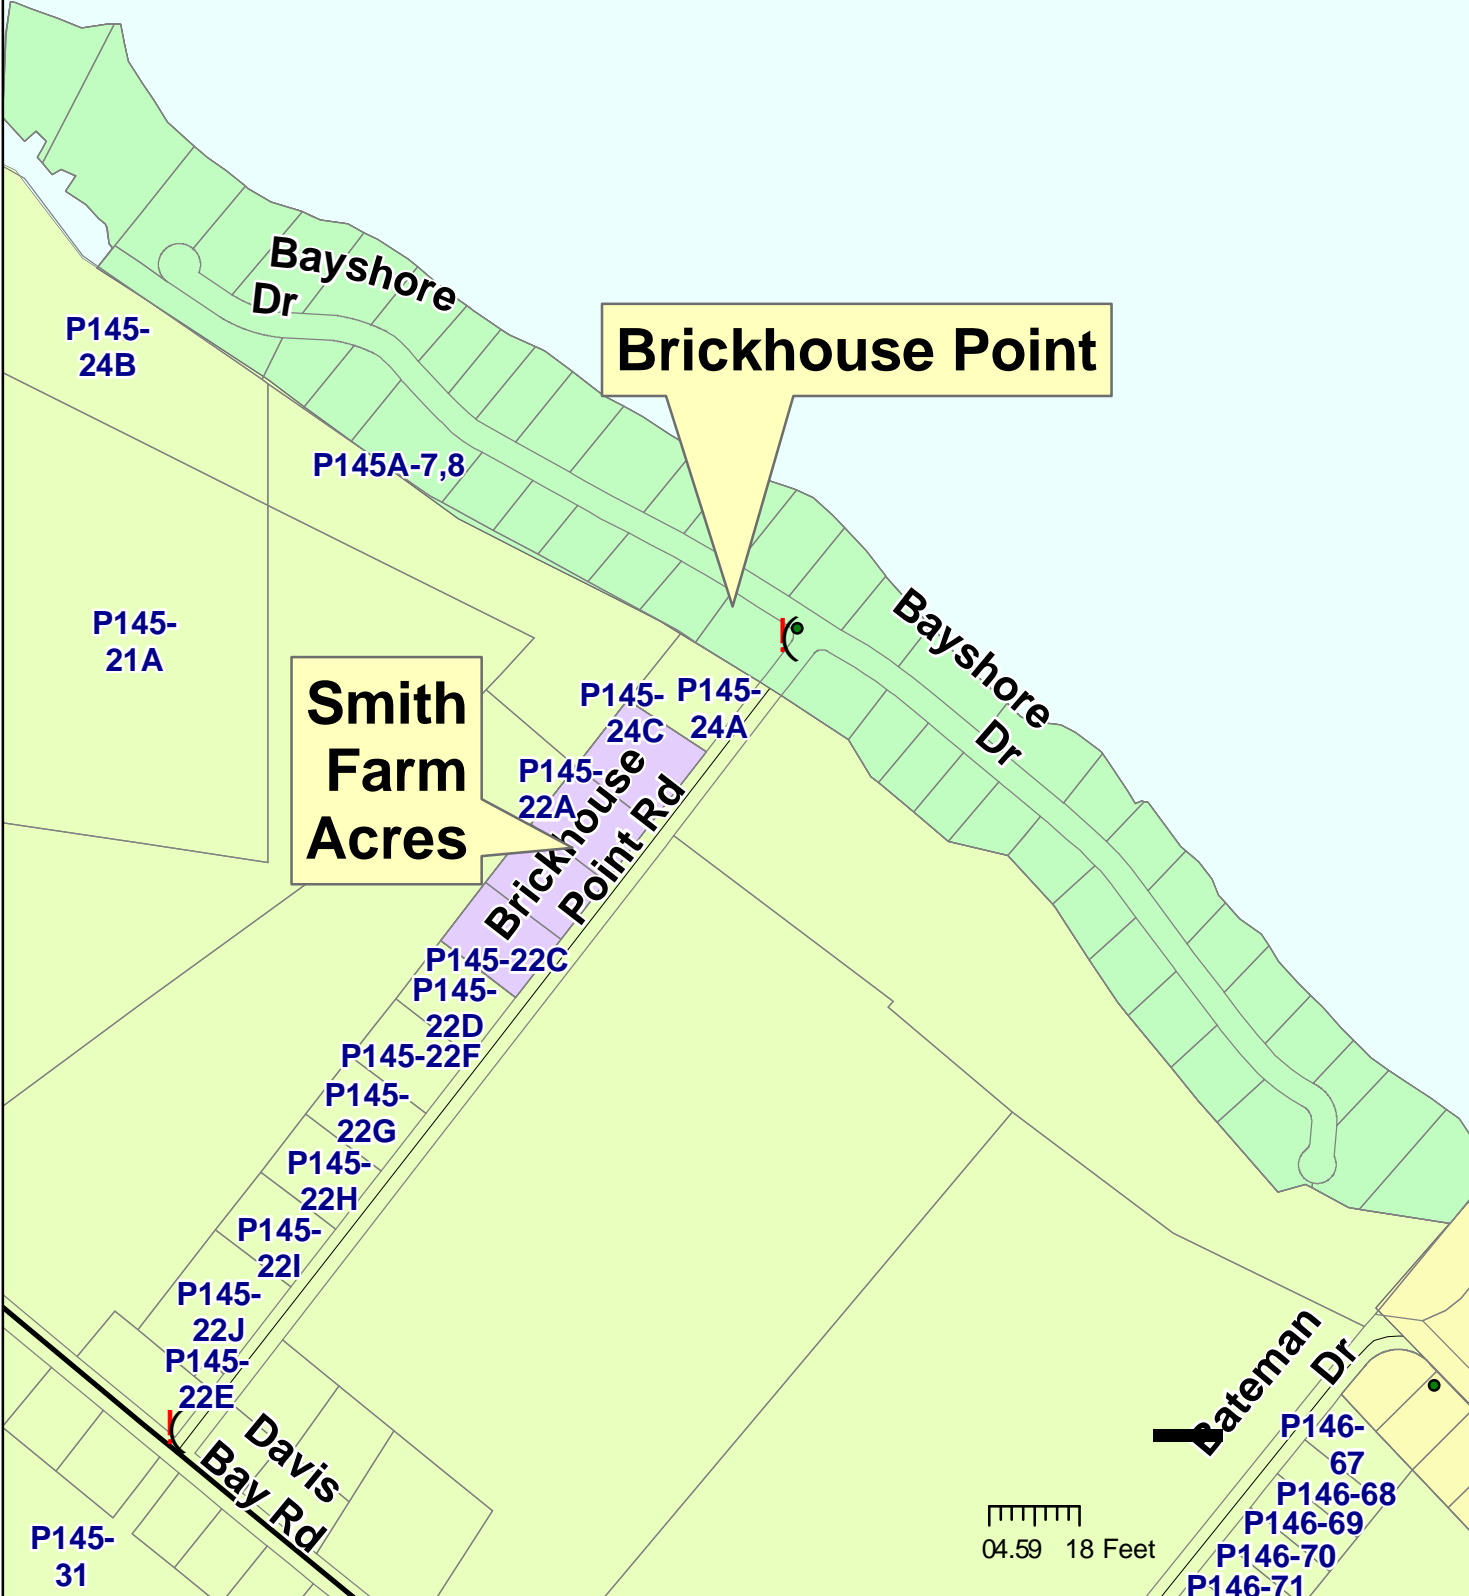 Bayshore
Dr
Brickhouse Point
P145-
24B
P145A-7,8
P145-
21A
Bayshore
Dr
Smith
Farm
Acres
P145-
24C
P145-
24A
P145-
22A
Brickhouse
Point Rd
P145-22C
P145-
22D
P145-22F
P145-
22G
P145-
22H
P145-
22I
P145-
22J
P145-
22E
Davis
Bay Rd
P145-
31
Bateman
Dr
P146-
67
P146-68
P146-69
P146-70
P146-71
04.59 18 Feet